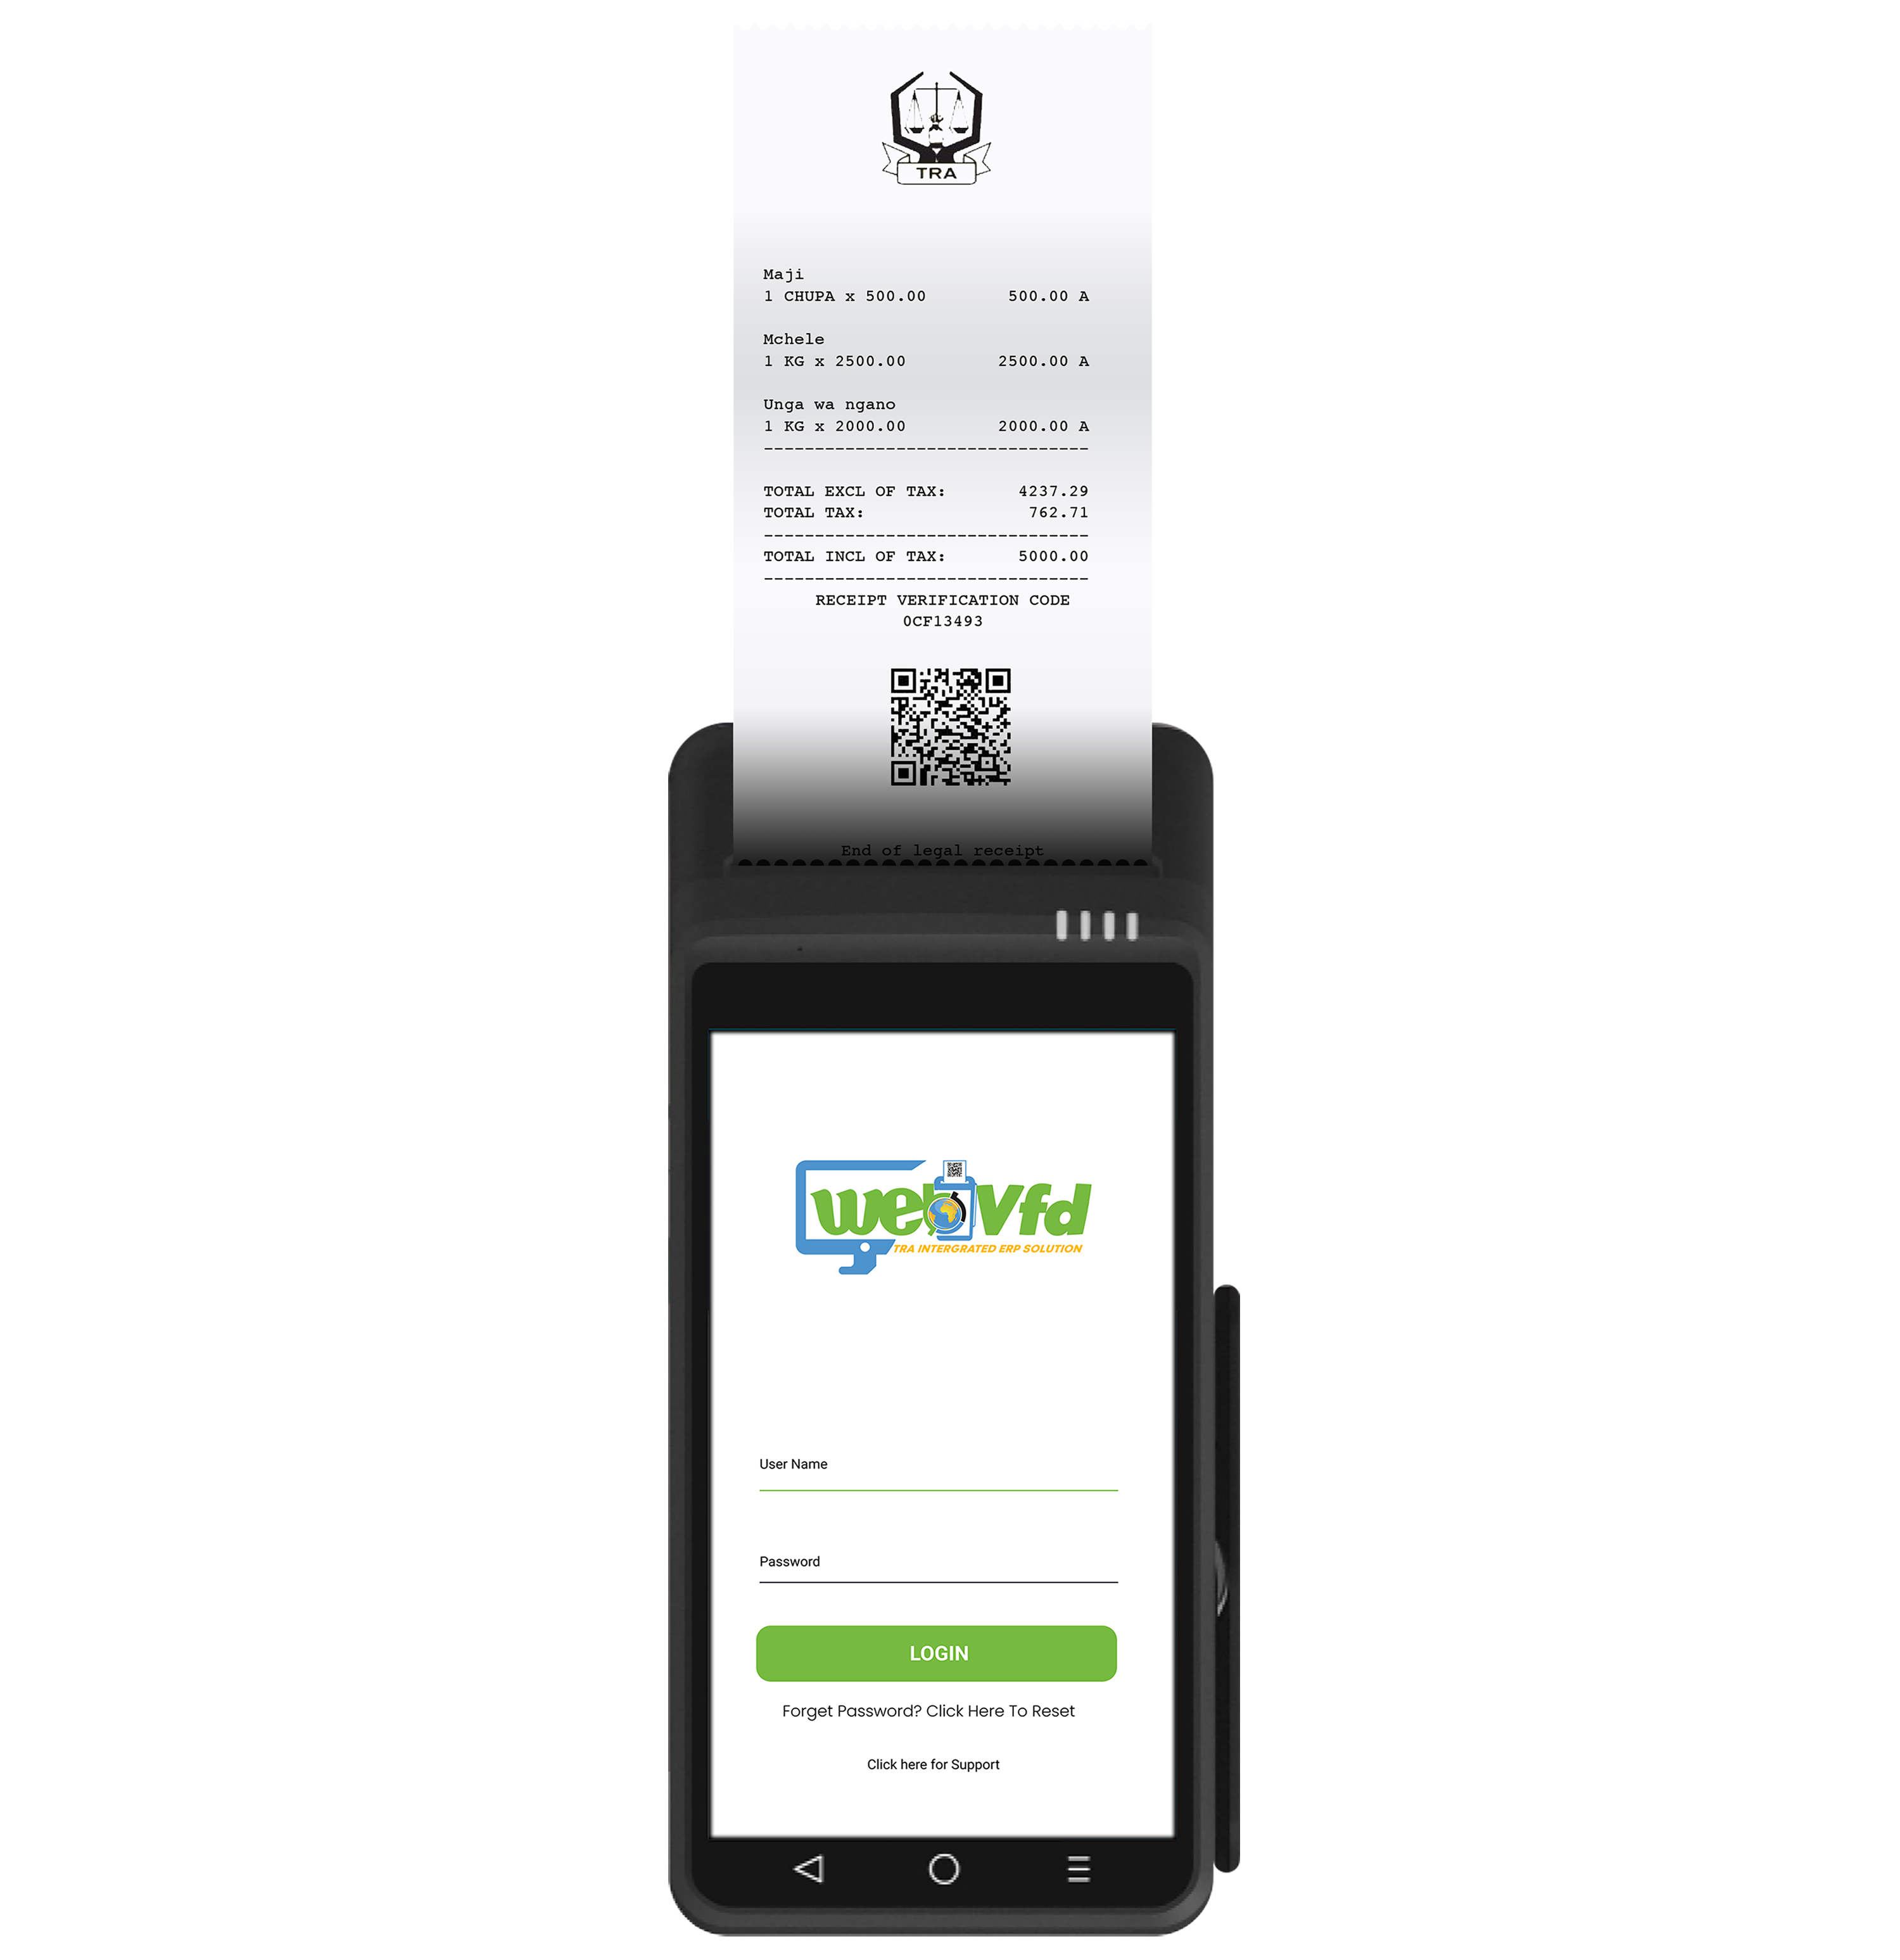 TRA
Maji
1 CHUPA x 500.00 500.00 A
Mchele
1 KG x 2500.00 2500.00 A
Unga wa ngano
1 KG x 2000.00 2000.00 A
--------------------------------
TOTAL EXCL OF TAX: 4237.29
TOTAL TAX: 762.71
--------------------------------
TOTAL INCL OF TAX: 5000.00
--------------------------------
RECEIPT VERIFICATION CODE
0CF13493
End of legal receipt
webVfd
TRA INTERGRATED ERP SOLUTION
User Name
Password
LOGIN
Forget Password? Click Here To Reset
Click here for Support